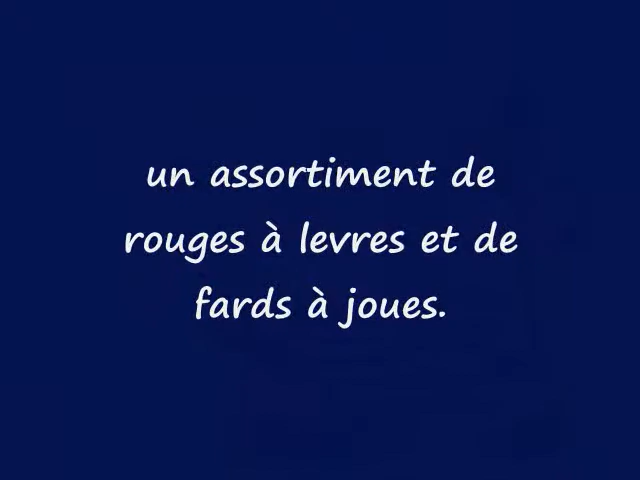 un assortiment de
rouges à levres et de
fards à joues.